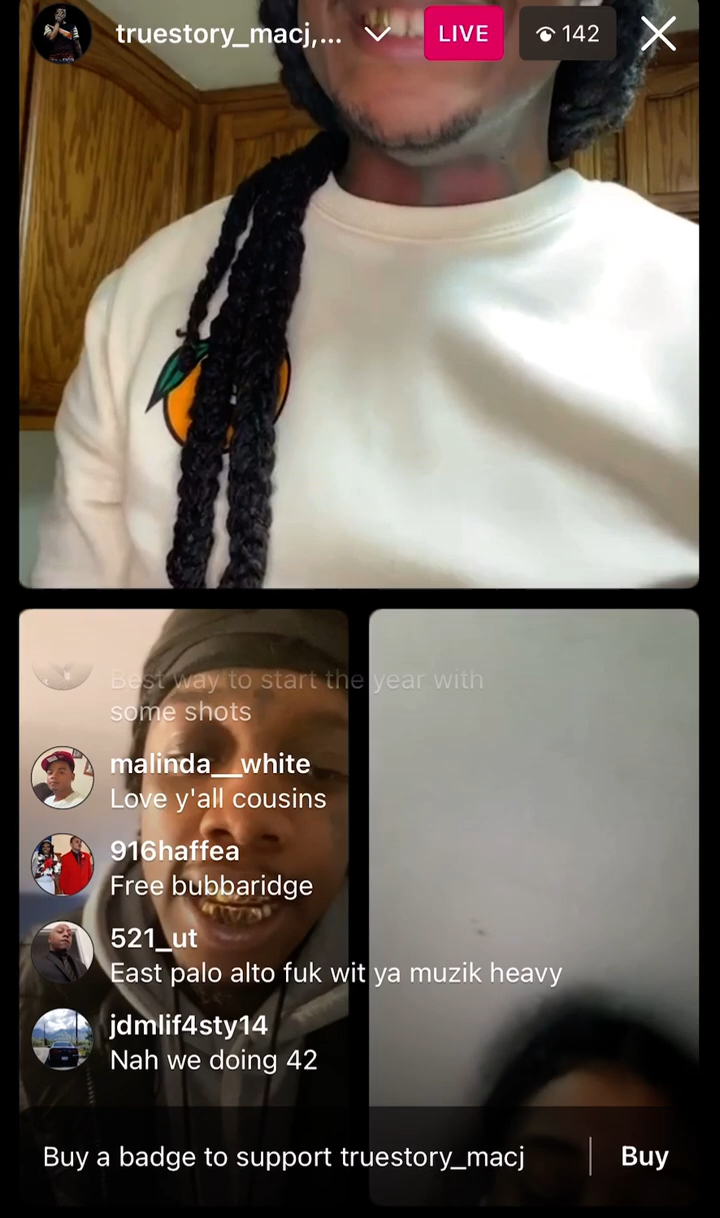 truestory_macj,...
LIVE
142
Best way to start the year with
some shots
malinda__white
Love y'all cousins
916haffea
Free bubbaridge
521_ut
East palo alto fuk wit ya muzik heavy
jdmlif4sty14
Nah we doing 42
Buy a badge to support truestory_macj
Buy